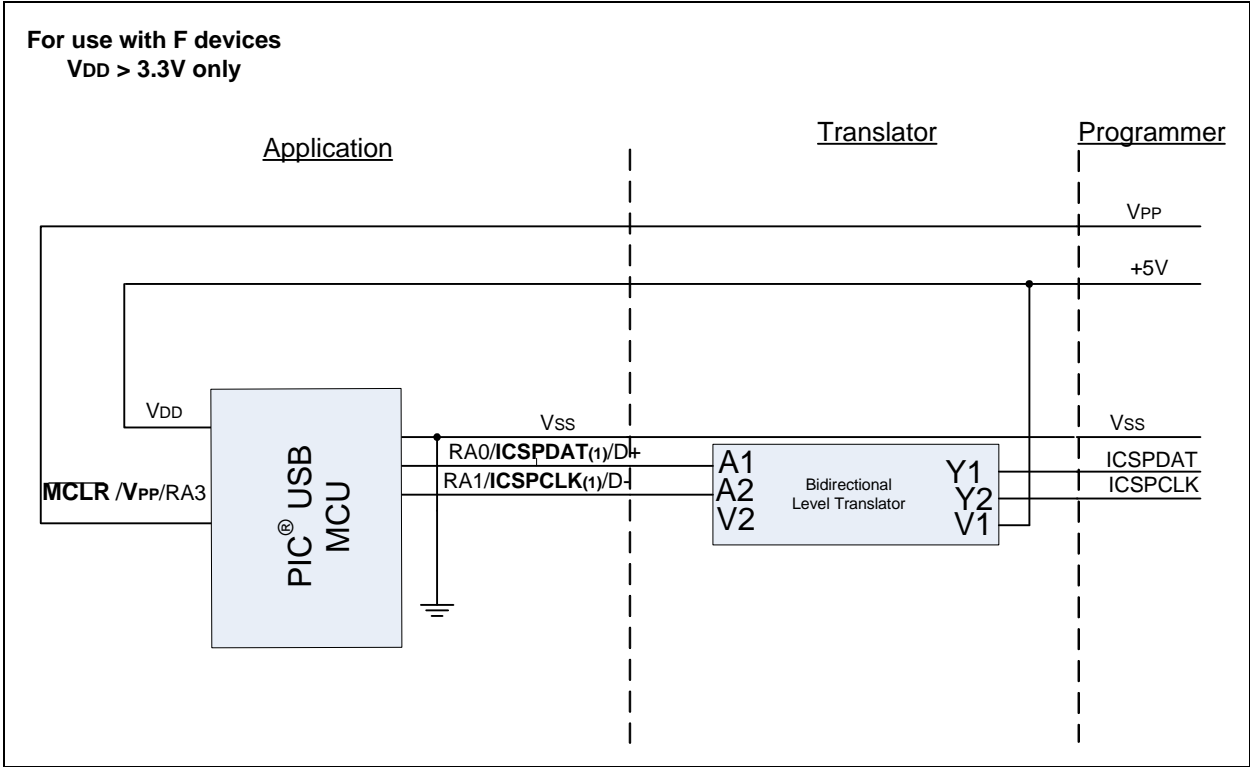 For use with F devices
VDD > 3.3V only
Application
Translator
Programmer
VPP
+5V
VDD
VSS
VSS
RA0/ICSPDAT(1)/D+
RA1/ICSPCLK(1)/D-
ICSPDAT
ICSPCLK
MCLR /VPP/RA3
PIC® USB
MCU
A1
A2
V2
Bidirectional
Level Translator
Y1
Y2
V1